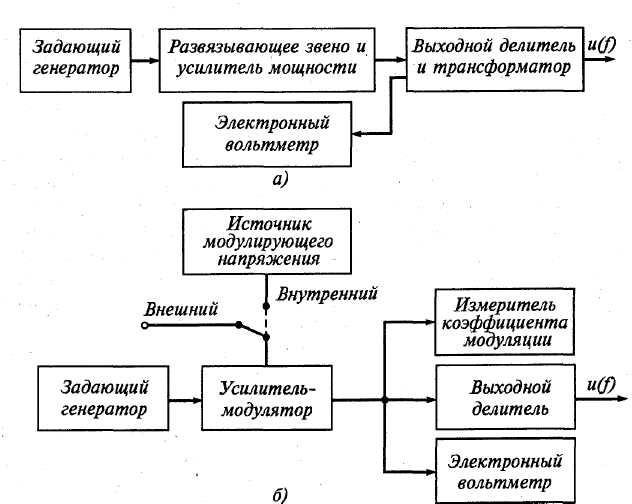 Задающий
генератор
Развязывающее звено и
усилитель мощности
Выходной делитель
и трансформатор
u(f)
Электронный
вольтметр
а)
Источник
модулирующего
напряжения
Внешний
Внутренний
Задающий
генератор
Усилитель-
модулятор
Измеритель
коэффициента
модуляции
Выходной
делитель
u(f)
Электронный
вольтметр
б)